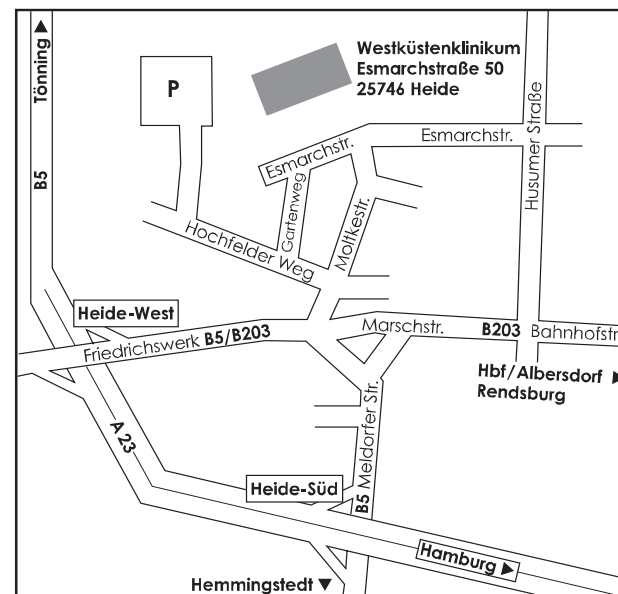 Tönning ▶
B5
P
Westküstenklinikum
Esmarchstraße 50
25746 Heide
Esmarchstr.
Esmarchstr.
Husumer Straße
Gartenweg
Moltkestr.
Hochfelder Weg
Heide-West
Friedrichswerk B5/B203
Marschstr.
B203 Bahnhofstr
Hbf/Albersdorf ▶
Rendsburg
A 23
B5 Meldorfer Str.
Heide-Süd
Hamburg ▶
Hemmingstedt ▼